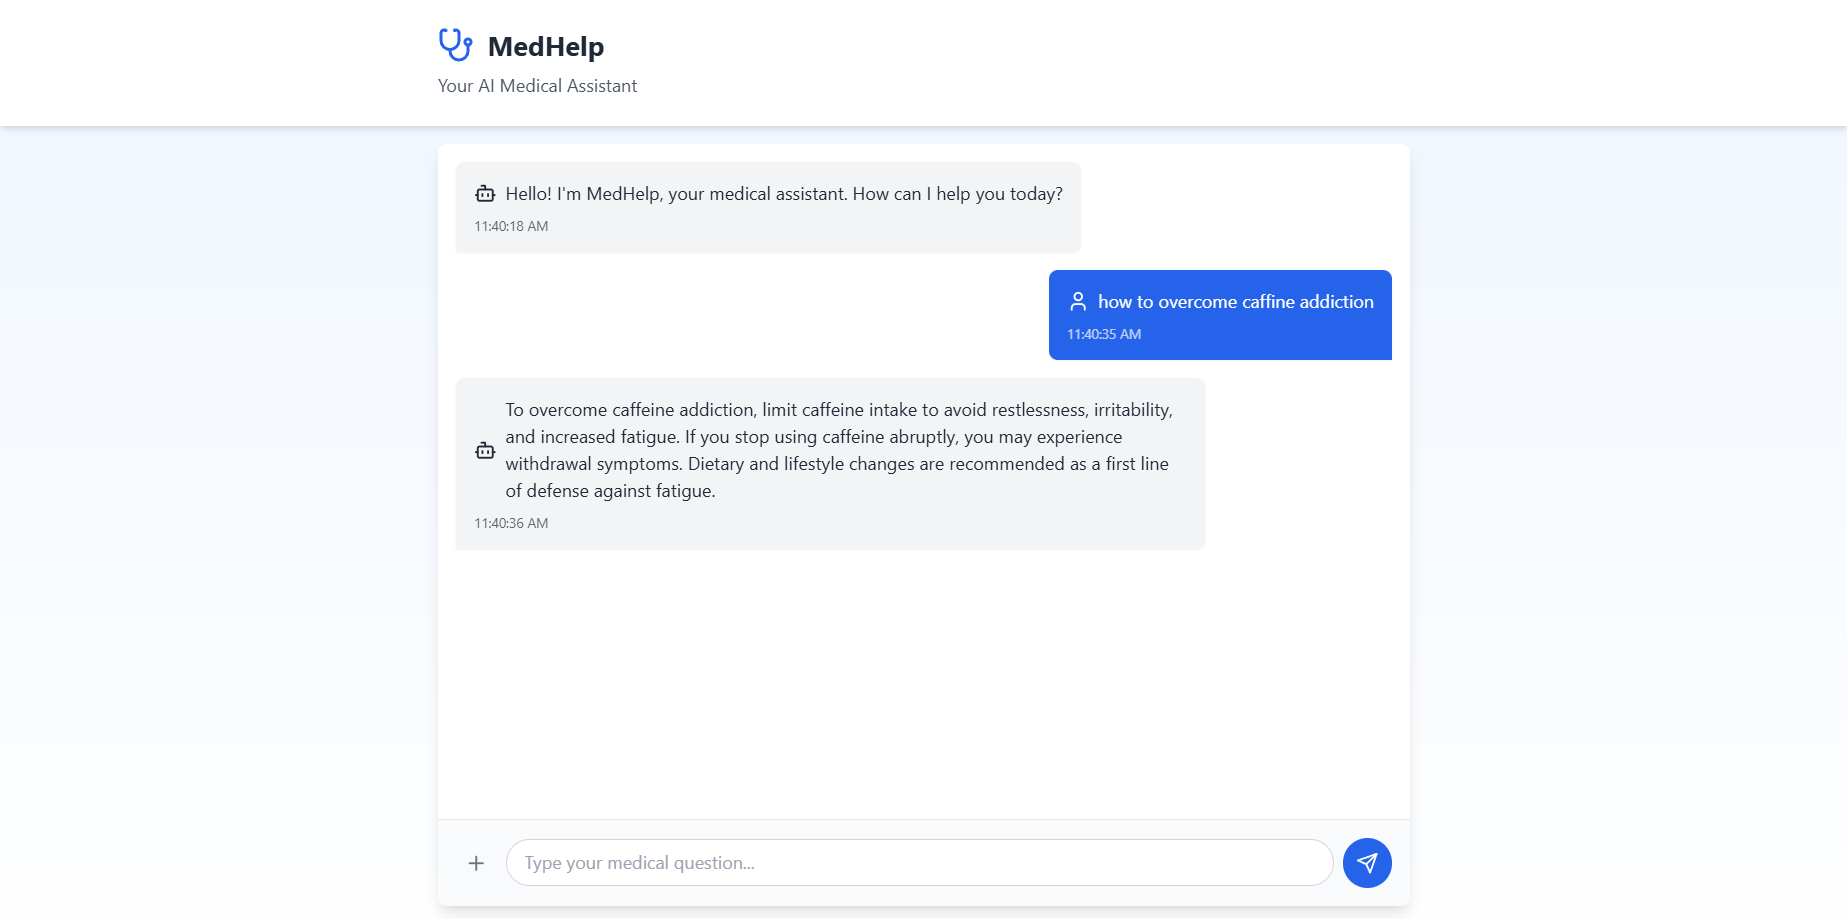 MedHelp
Your AI Medical Assistant
Hello! I'm MedHelp, your medical assistant. How can I help you today?
11:40:18 AM
how to overcome caffine addiction
11:40:35 AM
To overcome caffeine addiction, limit caffeine intake to avoid restlessness, irritability,
and increased fatigue. If you stop using caffeine abruptly, you may experience
withdrawal symptoms. Dietary and lifestyle changes are recommended as a first line
of defense against fatigue.
11:40:36 AM
Type your medical question...